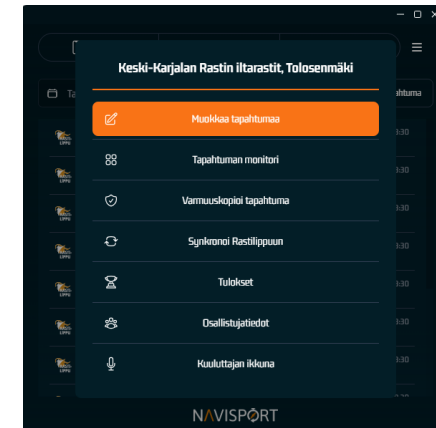 Keski-Karjalan Rastin iltarastit, Tolosenmäki
Muokkaa tapahtumaa
Tapahtuman monitori
Varmuuskopioi tapahtuma
Synkronoi Rastilippuun
Tulokset
Osallistujatiedot
Kuuluttajan ikkuna
NAVISPORT